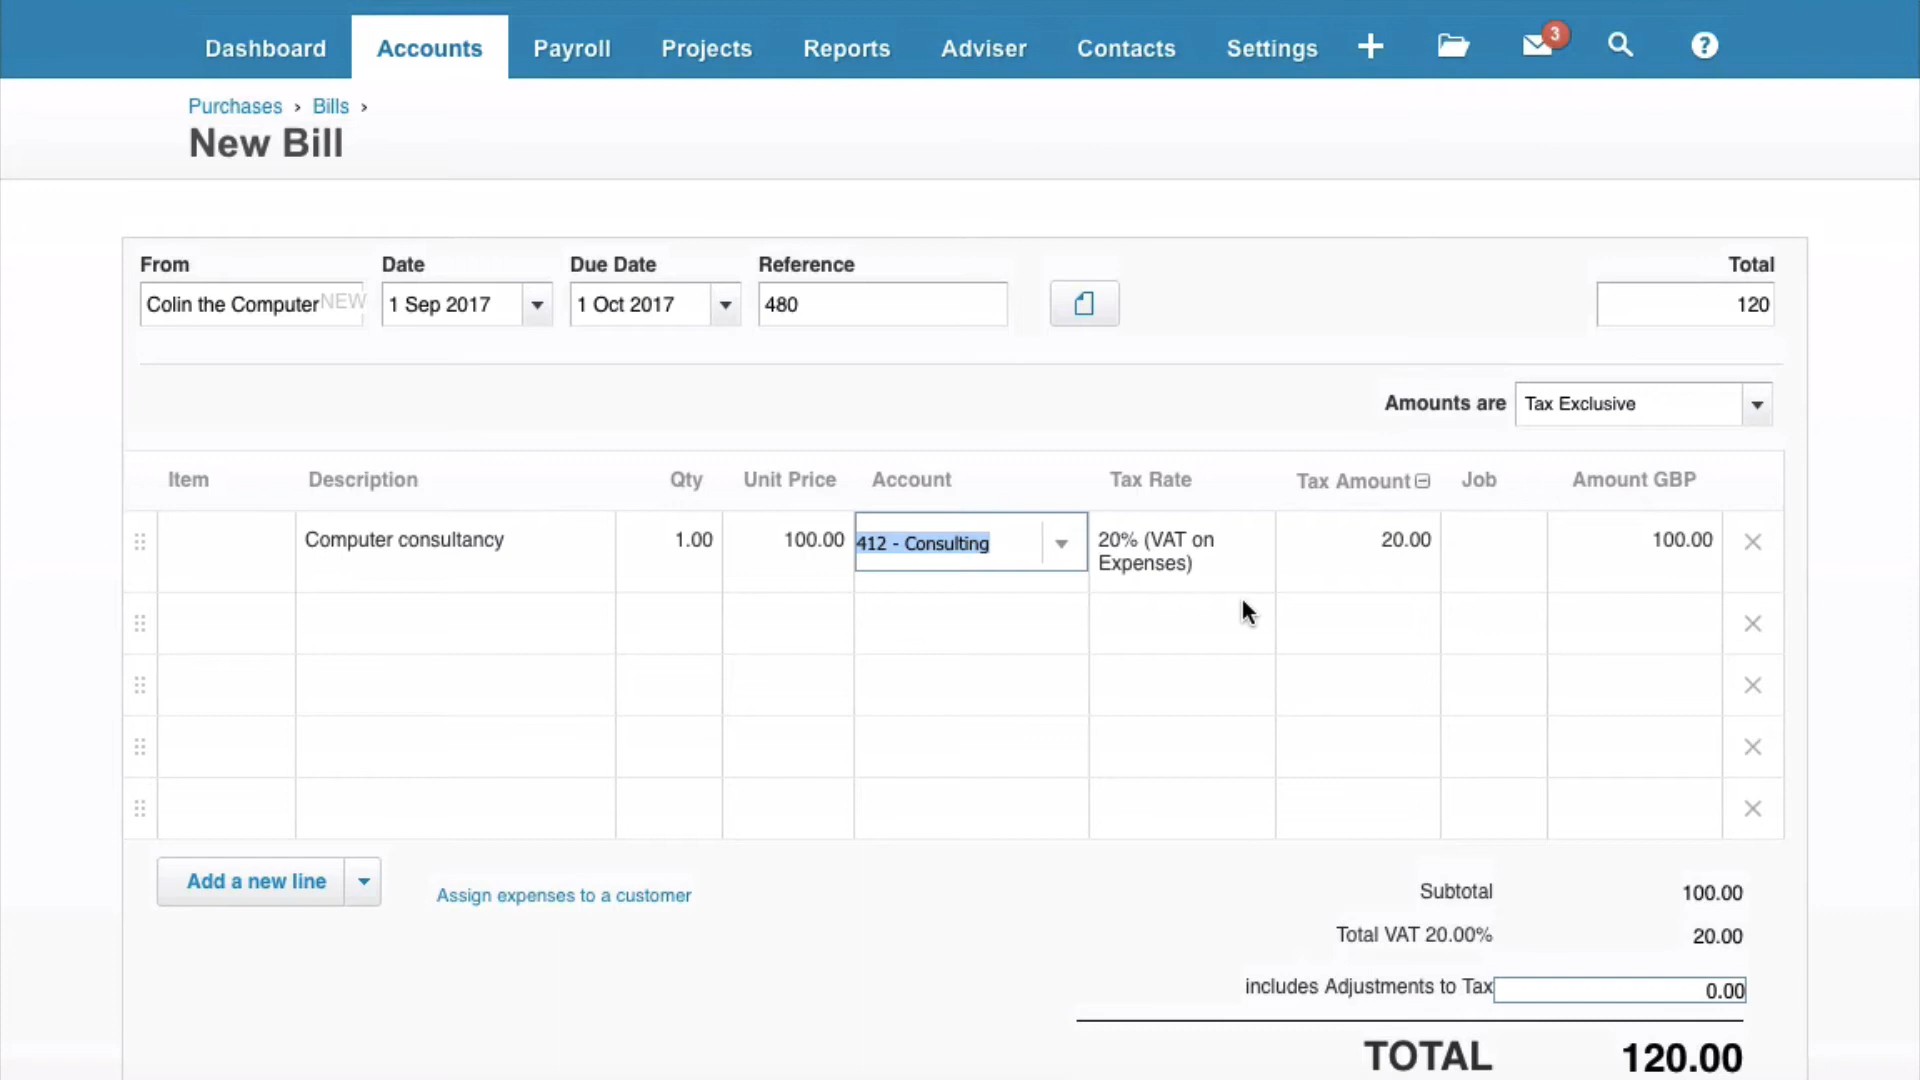 Dashboard Accounts Payroll Projects Reports Adviser Contacts Settings 3 ?
Purchases › Bills ›
New Bill
From Date Due Date Reference Total
Colin the Computer NEW 1 Sep 2017 1 Oct 2017 480 120
Amounts are Tax Exclusive
Item Description Qty Unit Price Account Tax Rate Tax Amount Job Amount GBP
Computer consultancy 1.00 100.00 412 - Consulting 20% (VAT on 20.00 100.00
Expenses)
Add a new line Assign expenses to a customer
Subtotal 100.00
Total VAT 20.00% 20.00
includes Adjustments to Tax 0.00
TOTAL 120.00